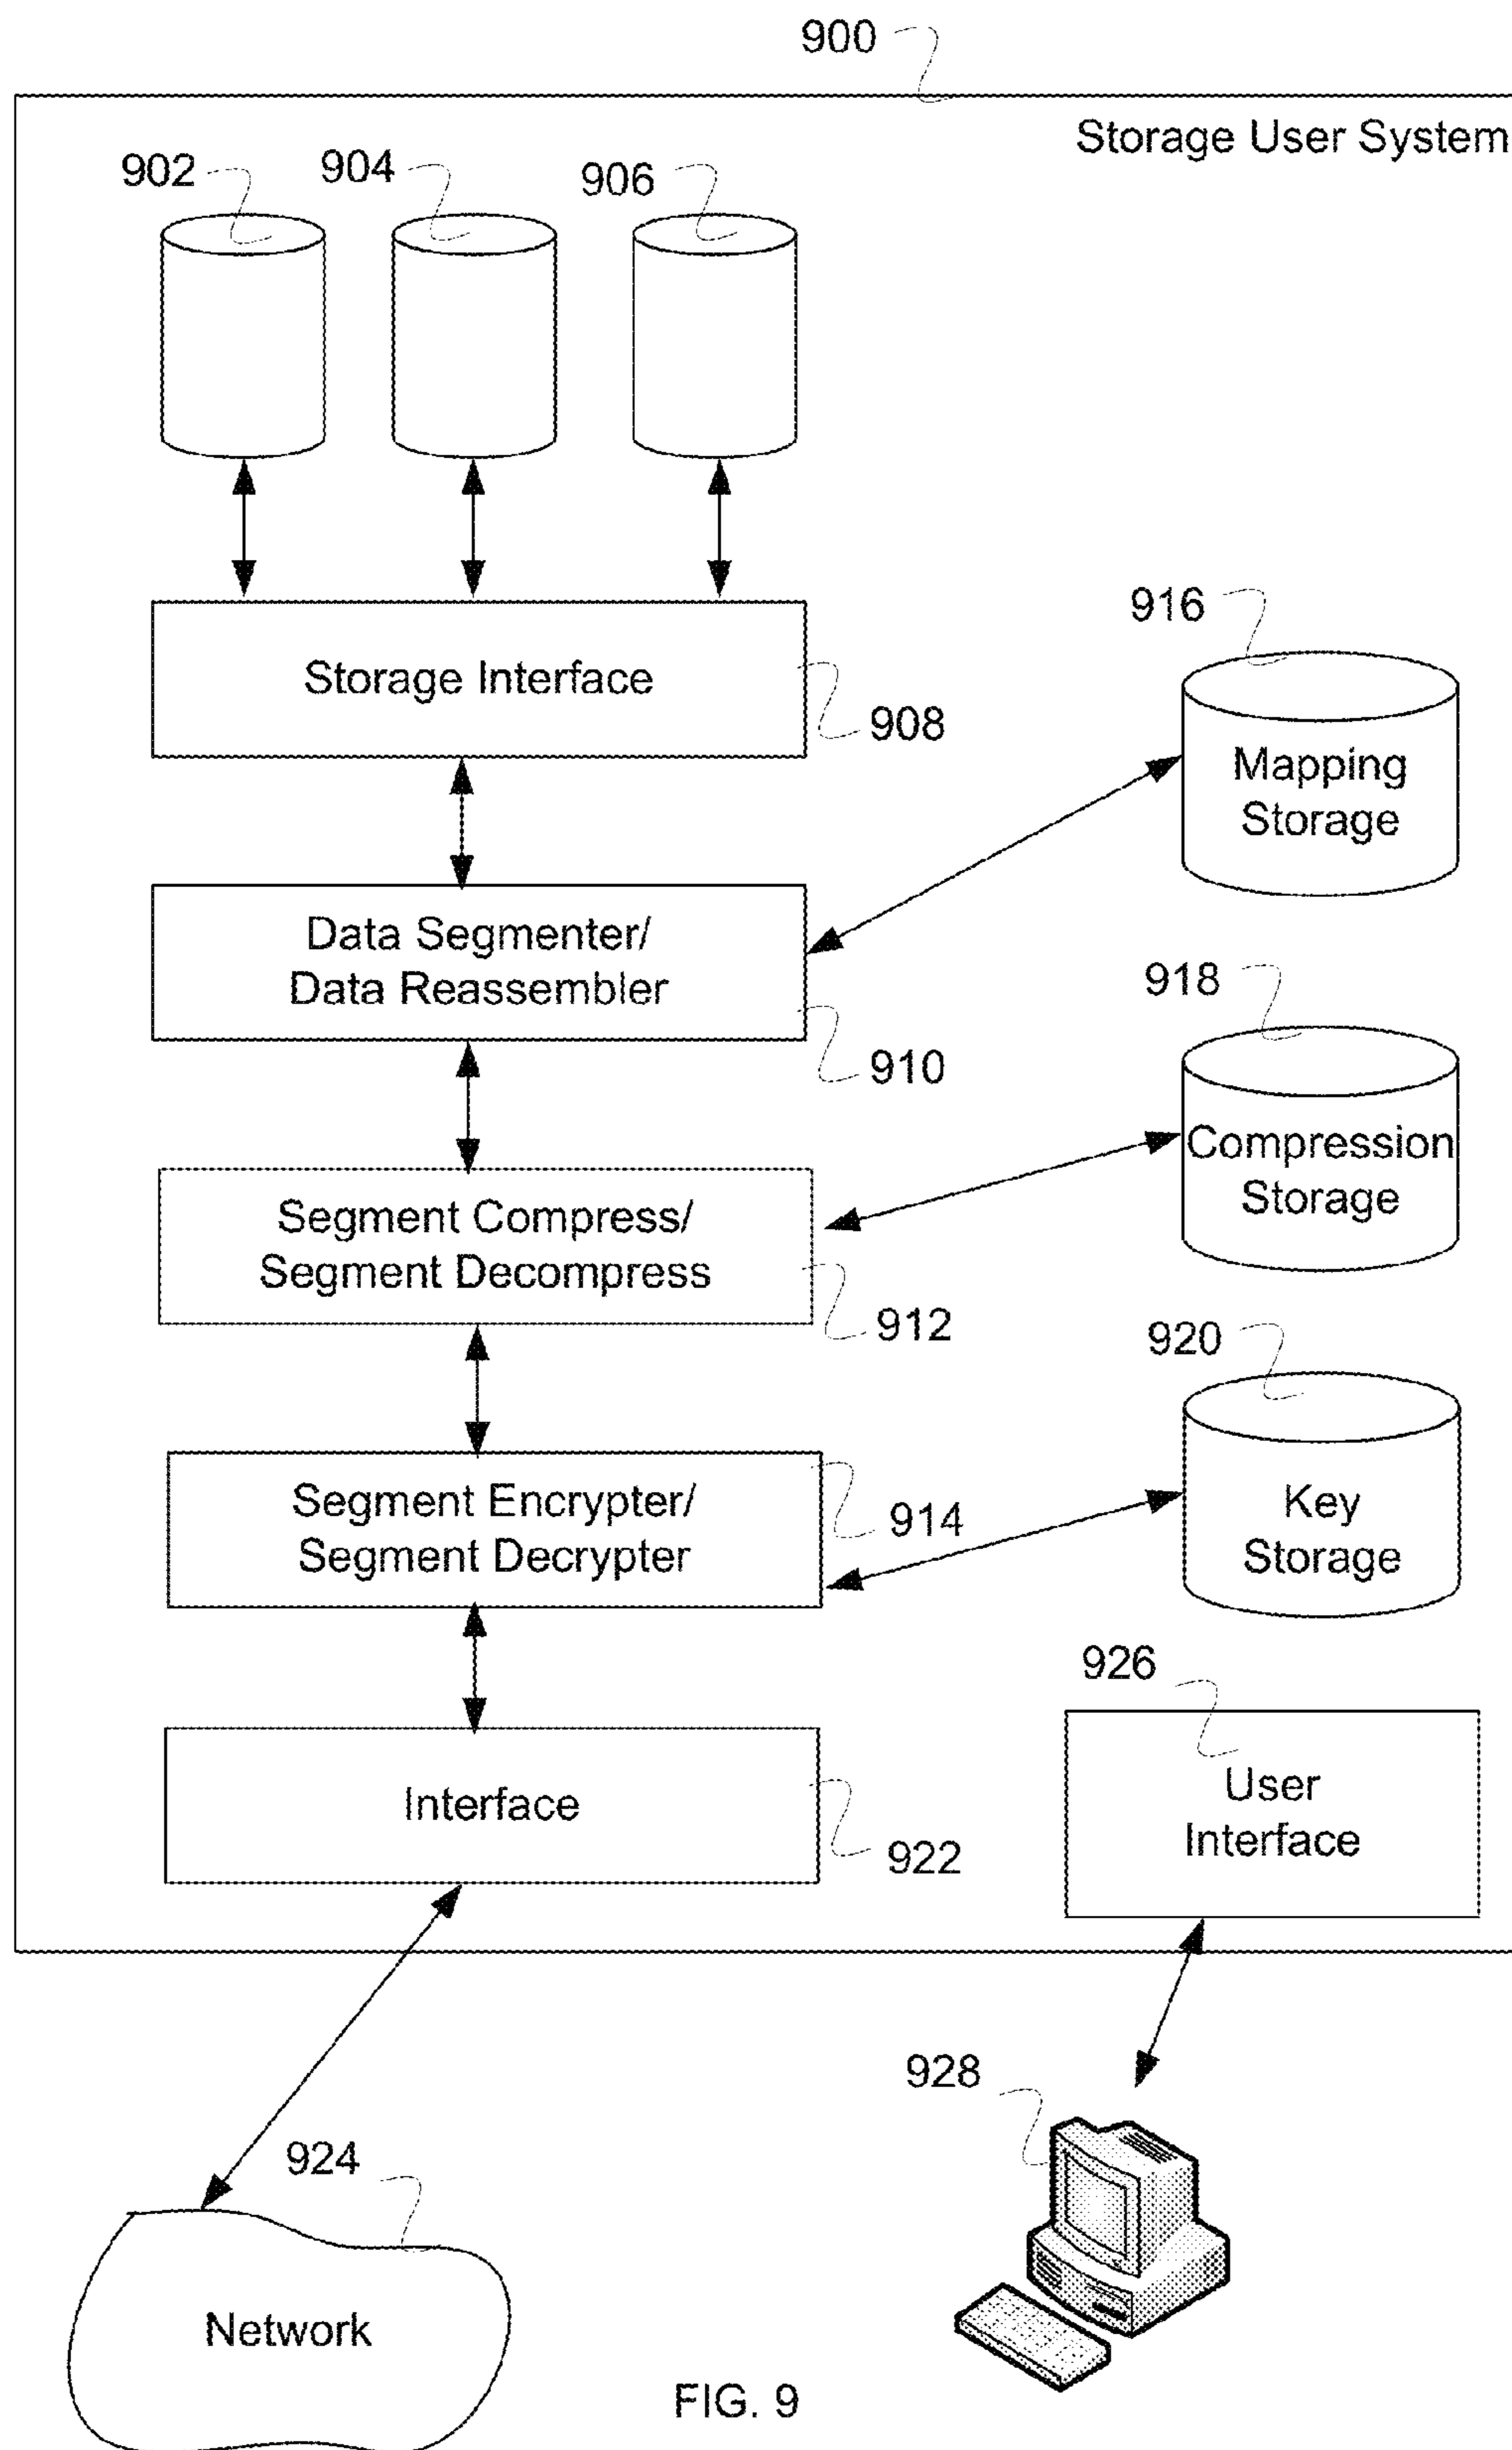 900
Storage User System
902
904
906
Storage Interface
908
916
Mapping
Storage
Data Segmenter/
Data Reassembler
910
918
Compression
Storage
Segment Compress/
Segment Decompress
912
920
Key
Storage
Segment Encrypter/
Segment Decrypter
914
926
User
Interface
Interface
922
928
924
Network
FIG. 9